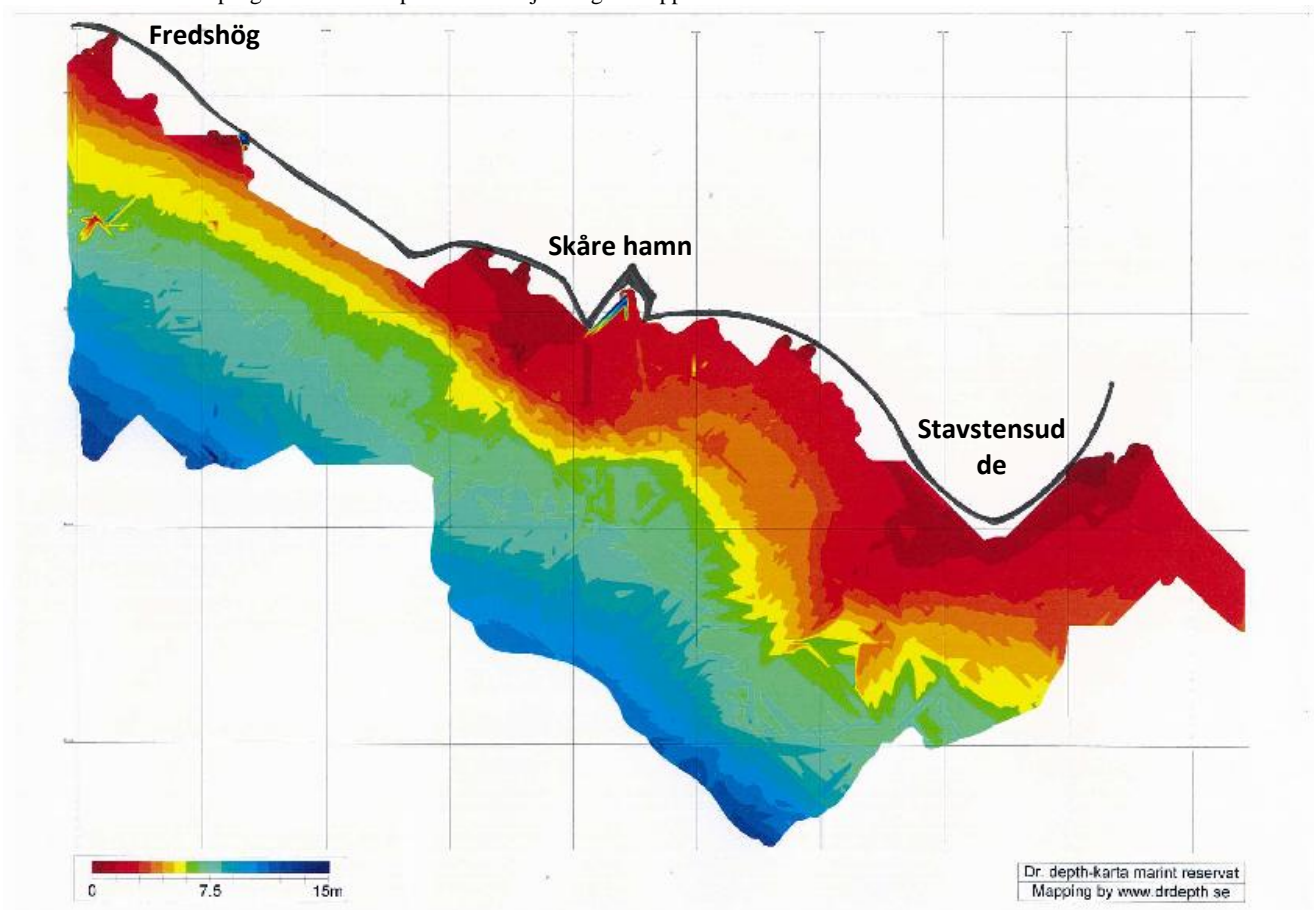 Fredshög
Skåre hamn
Stavstensud
de
0
7.5
15m
Dr. depth-karta marint reservat
Mapping by www.drdepth se